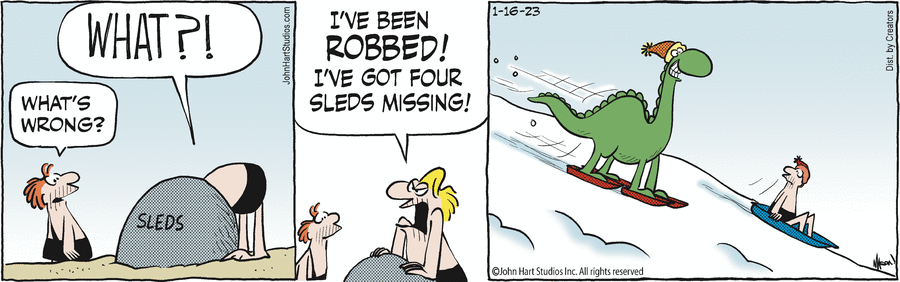 WHAT'S
WRONG?
WHAT?!
SLEDS
JohnHartStudios.com
I'VE BEEN
ROBBED!
I'VE GOT FOUR
SLEDS MISSING!
1-16-23
Dist. by Creators
©John Hart Studios Inc. All rights reserved